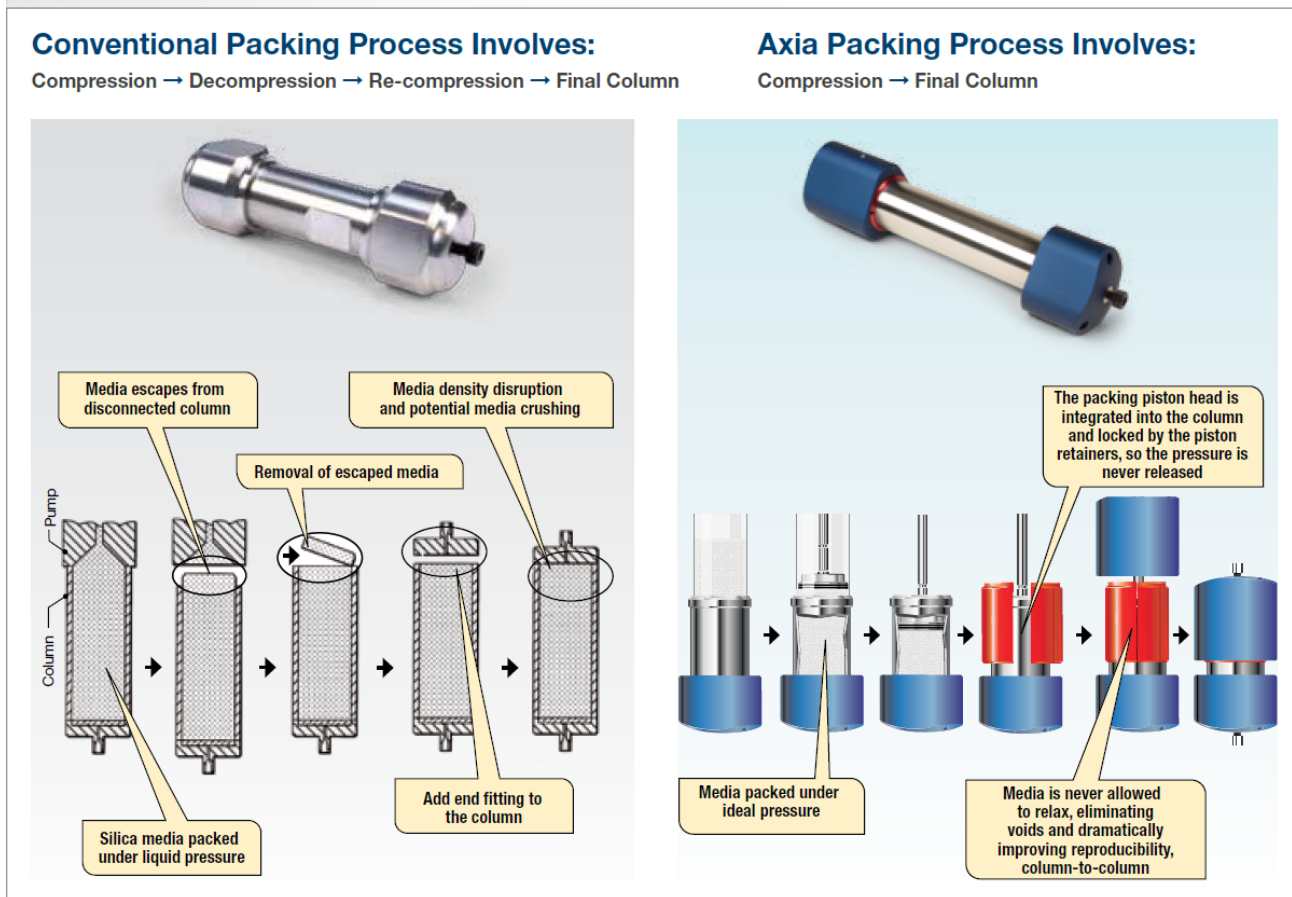 Conventional Packing Process Involves:
Compression → Decompression → Re-compression → Final Column
Axia Packing Process Involves:
Compression → Final Column
Media escapes from
disconnected column
Media density disruption
and potential media crushing
Removal of escaped media
Pump
Column
Add end fitting to
the column
Silica media packed
under liquid pressure
The packing piston head is
integrated into the column
and locked by the piston
retainers, so the pressure is
never released
Media packed under
ideal pressure
Media is never allowed
to relax, eliminating
voids and dramatically
improving reproducibility,
column-to-column